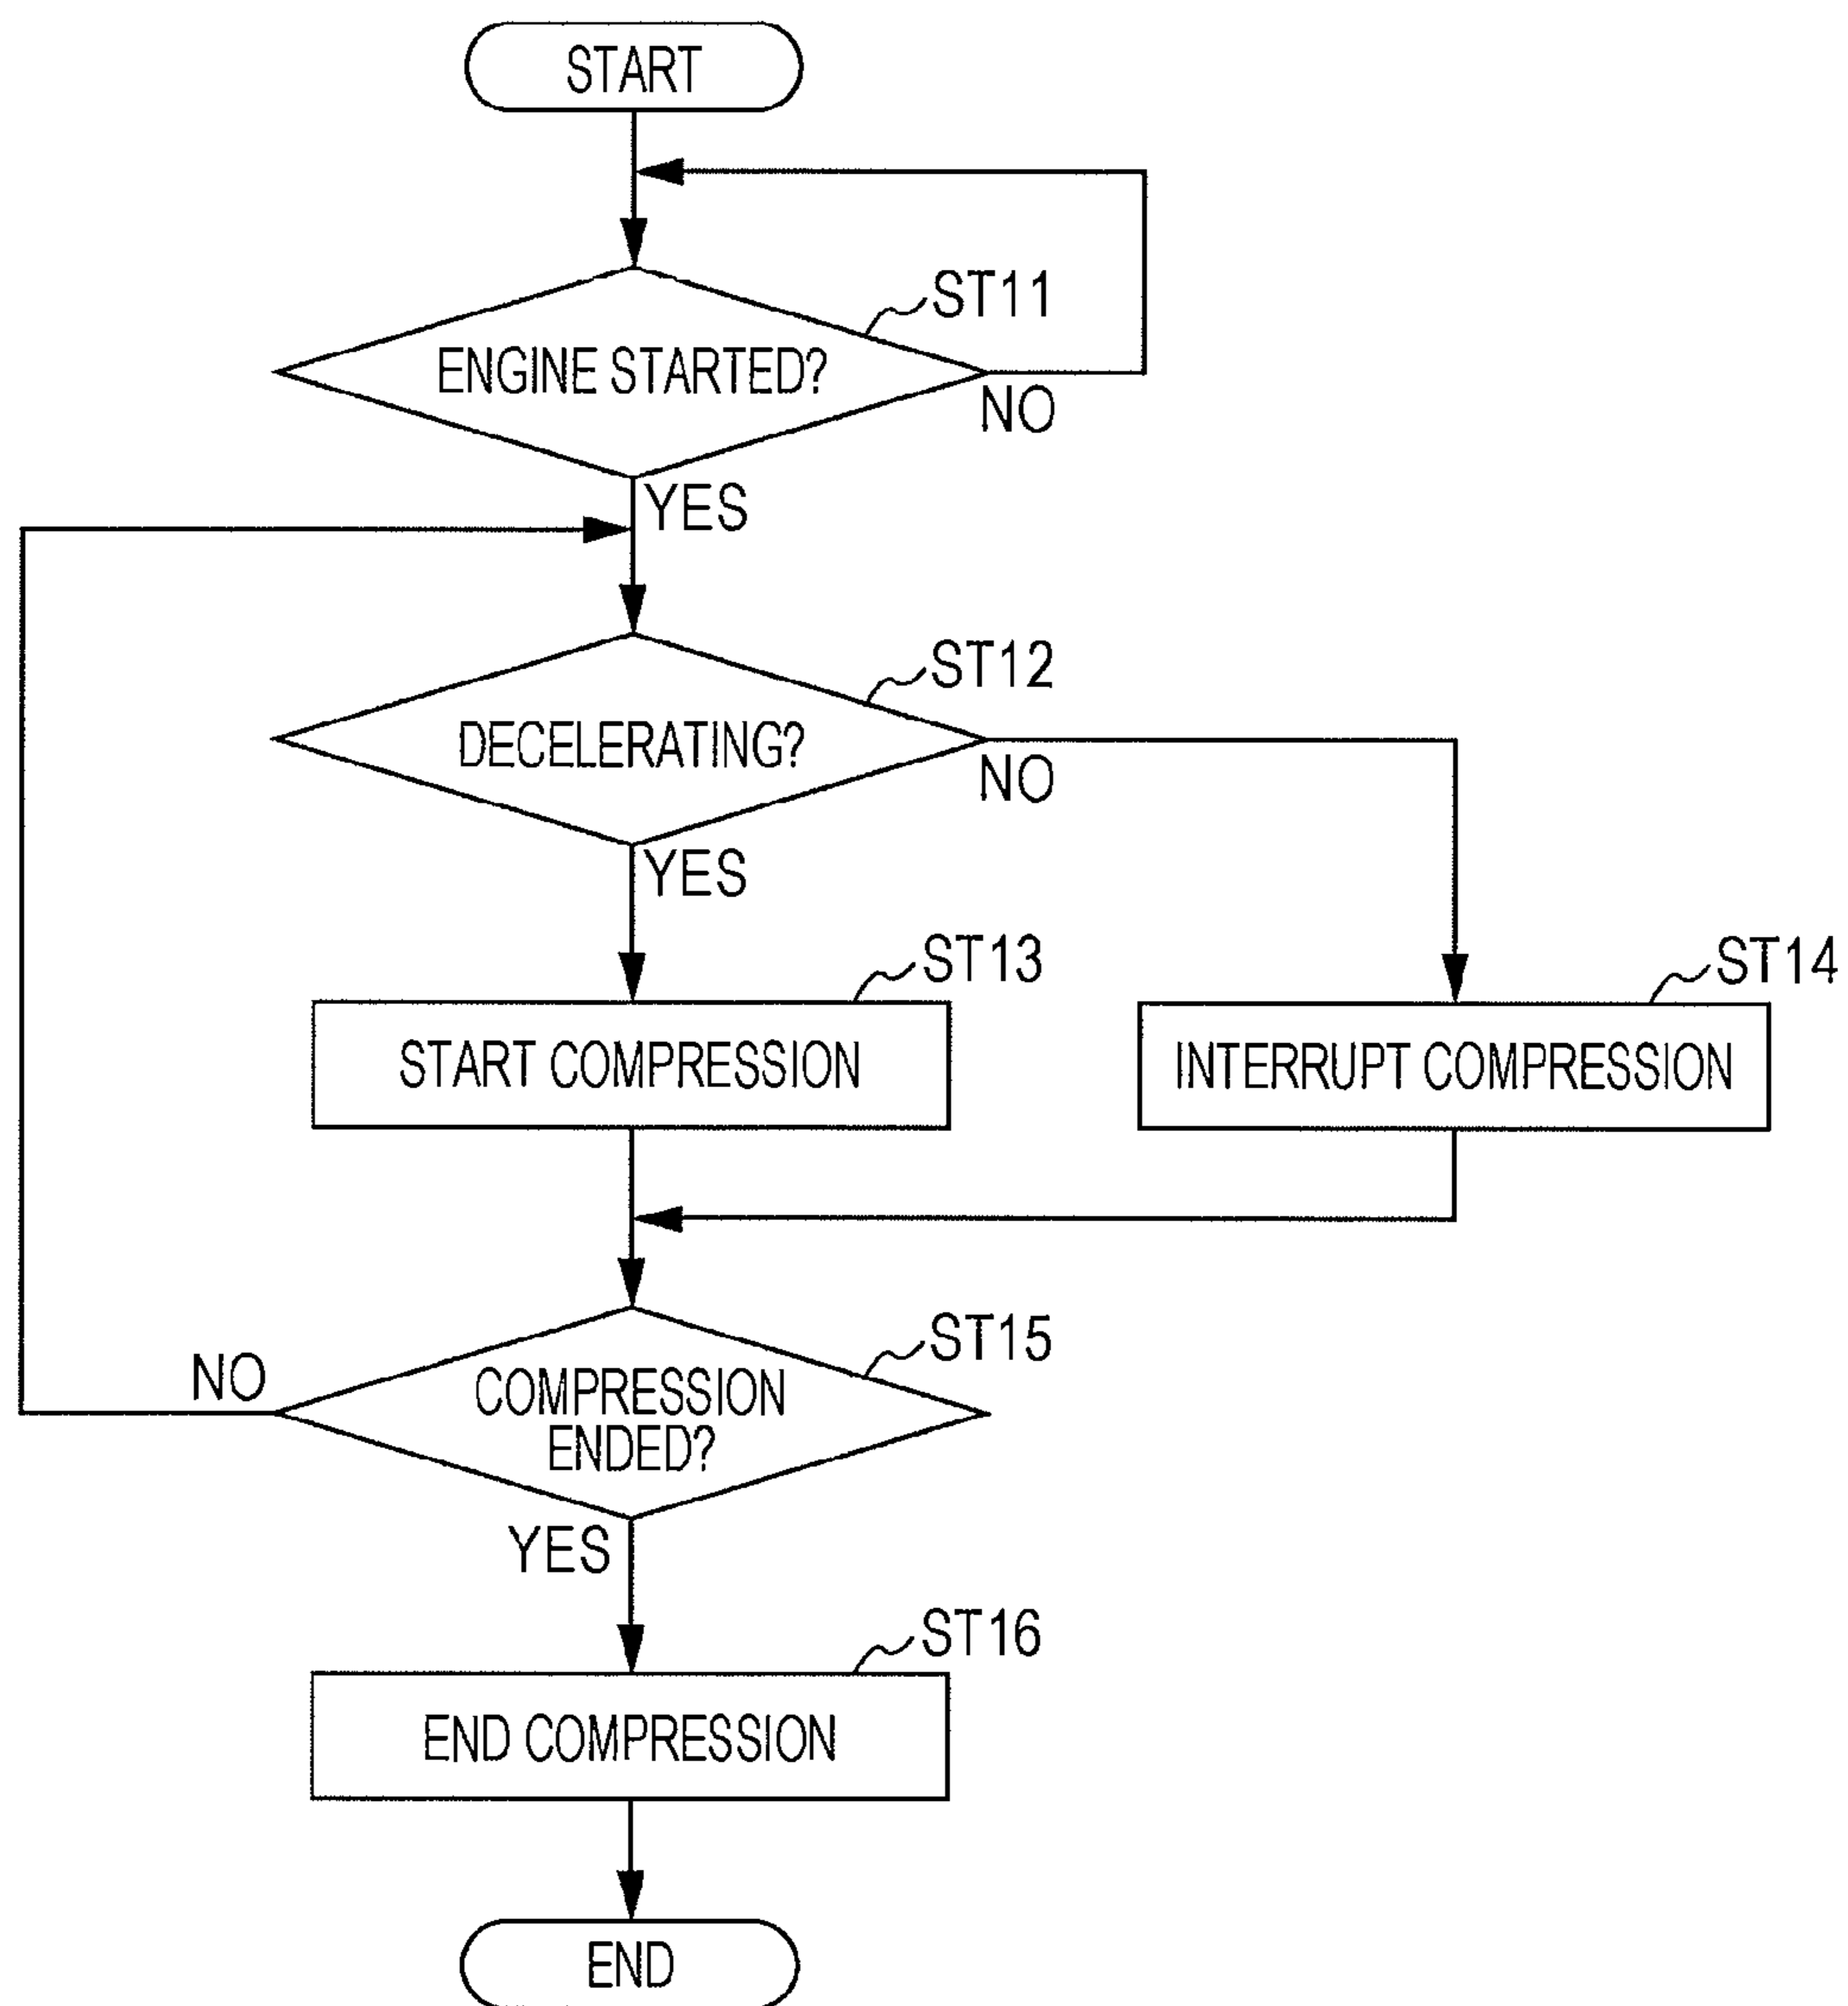 START
ST11
ENGINE STARTED?
NO
YES
ST12
DECELERATING?
NO
YES
ST13
ST14
START COMPRESSION
INTERRUPT COMPRESSION
ST15
NO
COMPRESSION
ENDED?
YES
ST16
END COMPRESSION
END